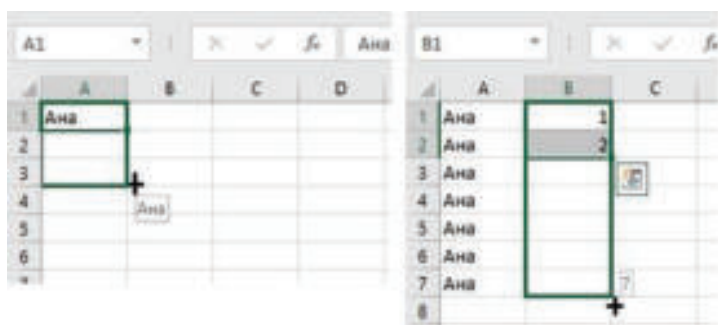 A1 fx Ана
A B C D
1 Ана
2
3
4 Ана
5
6
B1 fx
A B C
1 Ана 1
2 Ана 2
3 Ана
4 Ана
5 Ана
6 Ана
7 Ана 7
8